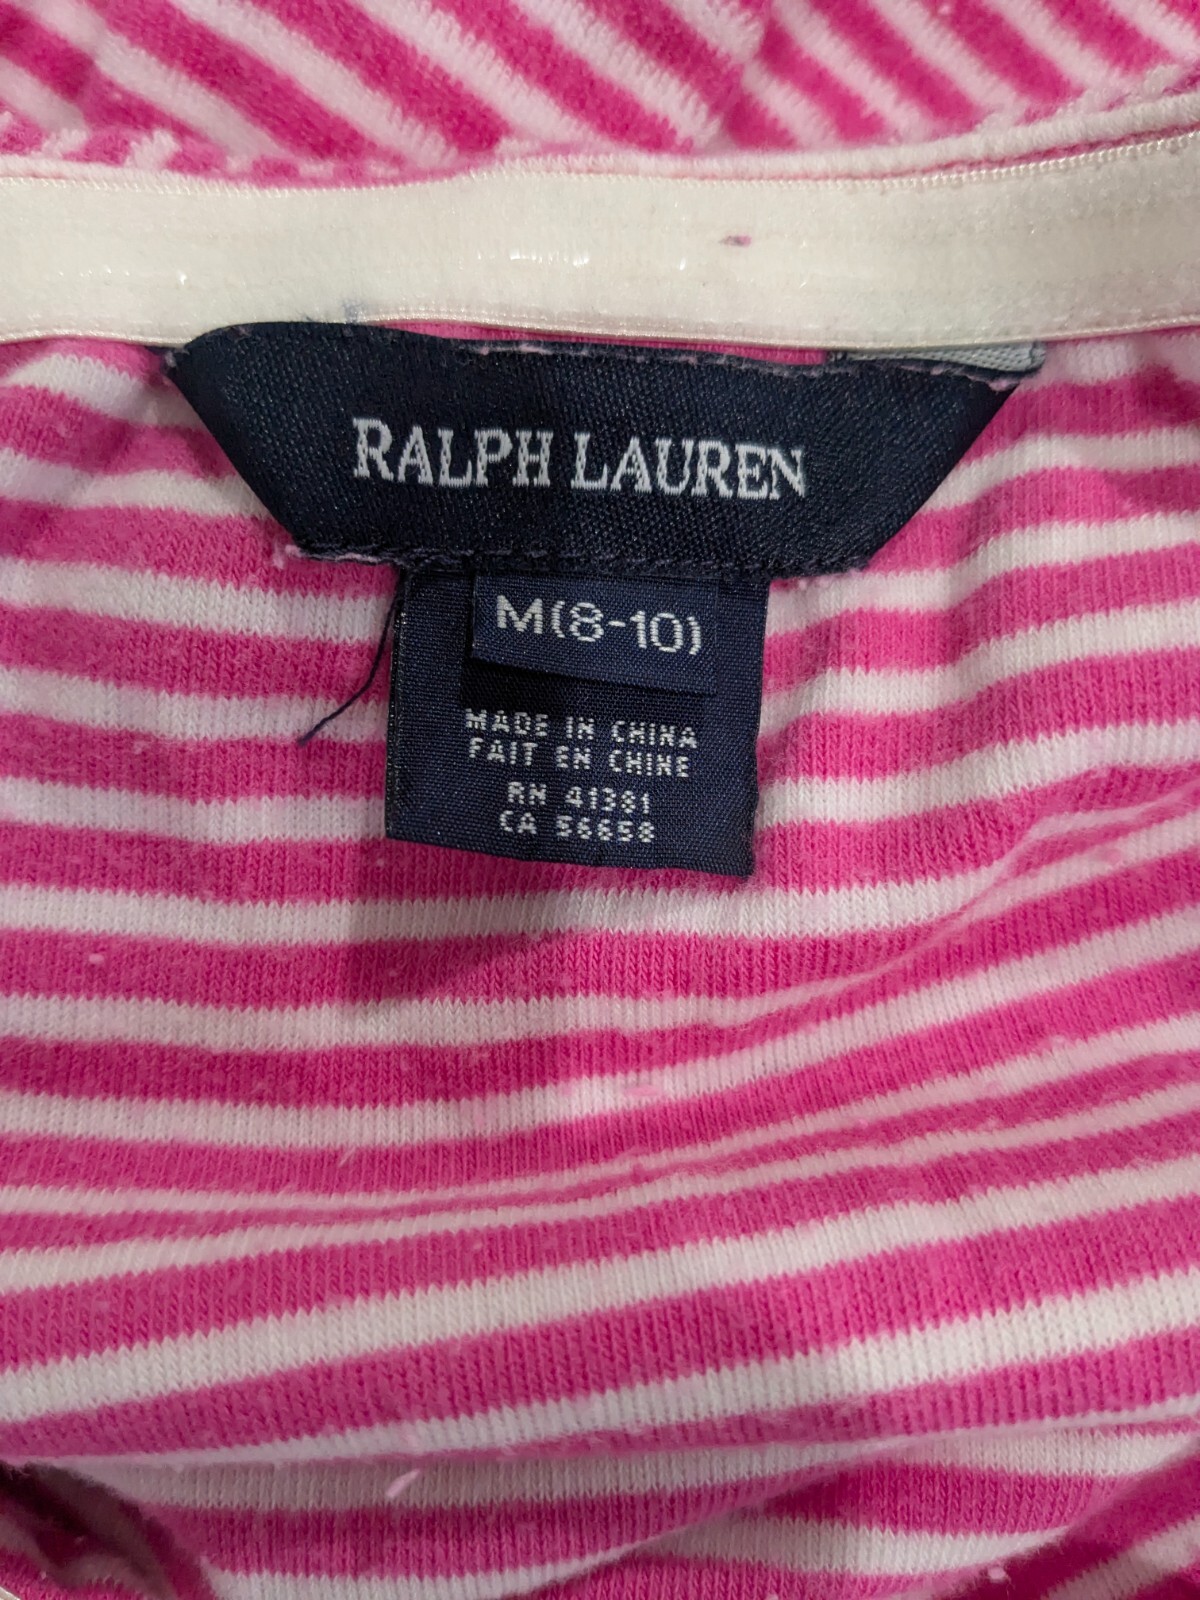 RALPH LAUREN
M(8-10)
MADE IN CHINA
FAIT EN CHINE
RN 41381
CA 56658